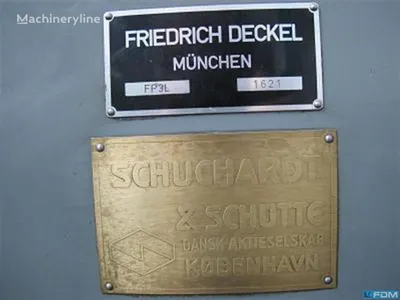 Machineryline
FRIEDRICH DECKEL
MÜNCHEN
FP3L 1621
SCHUCHARDT
& SCHÜTTE
DANSK AKTIESELSKAB
KØBENHAVN
FDM